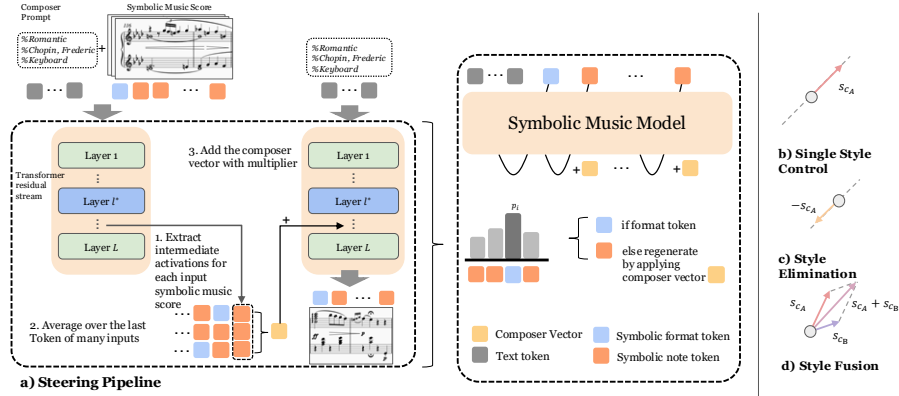 Composer
Prompt
Symbolic Music Score
%Romantic
%Chopin, Frederic
%Keyboard
+
%Romantic
%Chopin, Frederic
%Keyboard
...
...
...
Transformer
residual
stream
Layer 1
Layer l*
Layer L
1. Extract
intermediate
activations for
each input
symbolic music
score
2. Average over the last
Token of many inputs
3. Add the composer
vector with multiplier
+
Layer 1
Layer l*
Layer L
a) Steering Pipeline
Symbolic Music Model
+
+
p_i
if format token
else regenerate
by applying
composer vector
Composer Vector
Symbolic format token
Text token
Symbolic note token
s_{c_A}
b) Single Style
Control
−s_{c_A}
c) Style
Elimination
s_{c_A}
s_{c_A} + s_{c_B}
s_{c_B}
d) Style Fusion